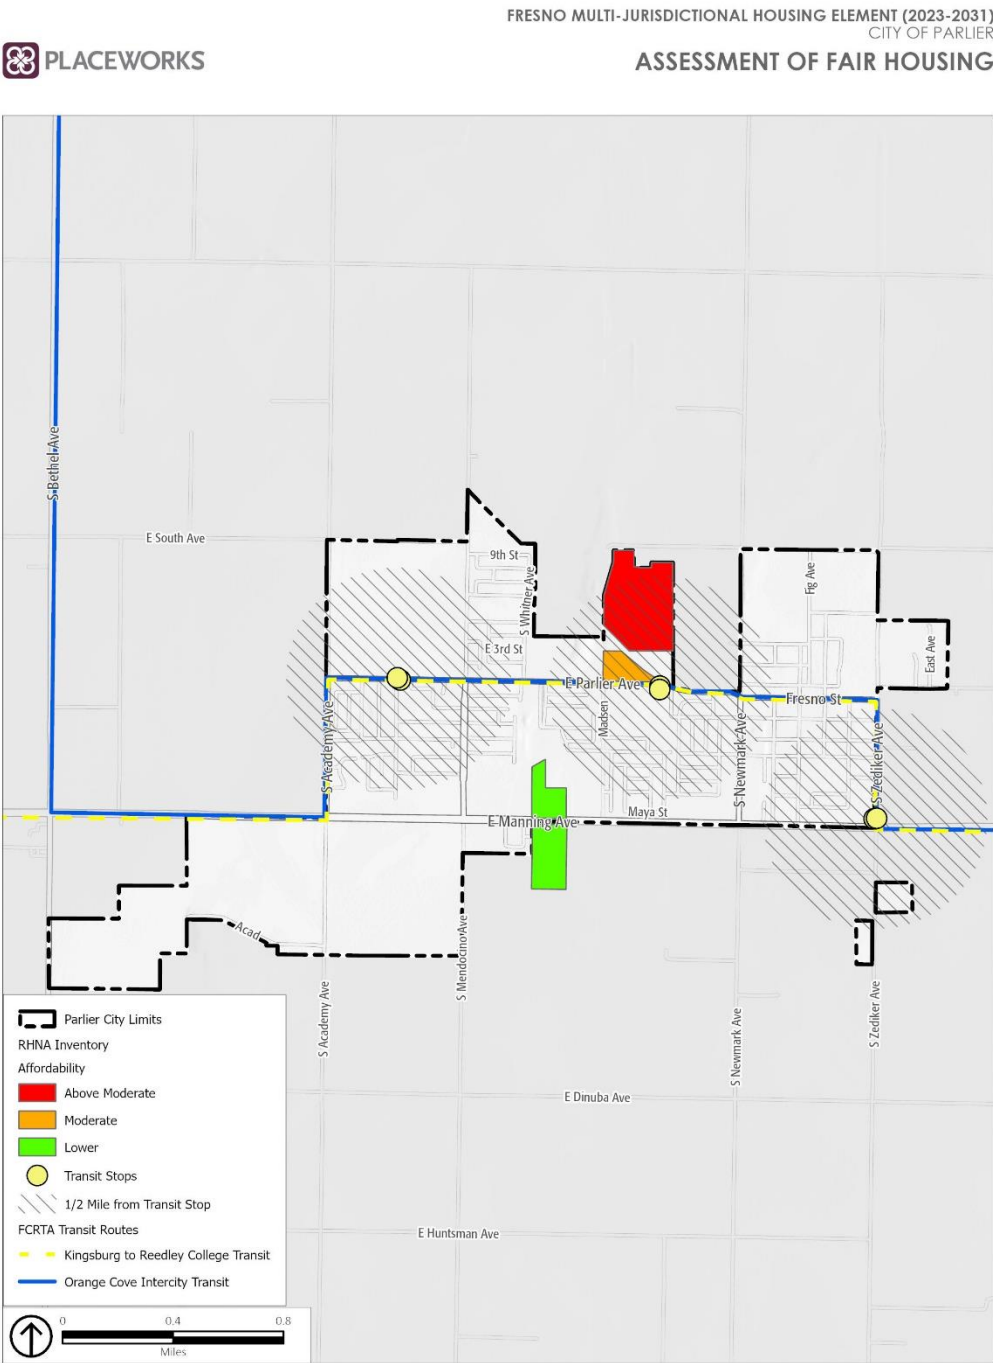 FRESNO MULTI-JURISDICTIONAL HOUSING ELEMENT (2023-2031)
CITY OF PARLIER
PLACEWORKS
ASSESSMENT OF FAIR HOUSING
S Bethel Ave
E South Ave
9th St
S Whitner Ave
Fig Ave
East Ave
E 3rd St
E Parlier Ave
Fresno St
S Academy Ave
Madsen
S Newmark Ave
S Zediker Ave
Maya St
E Manning Ave
Acad
S Mendocino Ave
S Academy Ave
S Newmark Ave
S Zediker Ave
E Dinuba Ave
E Huntsman Ave
Parlier City Limits
RHNA Inventory
Affordability
Above Moderate
Moderate
Lower
Transit Stops
1/2 Mile from Transit Stop
FCRTA Transit Routes
Kingsburg to Reedley College Transit
Orange Cove Intercity Transit
0 0.4 0.8
Miles